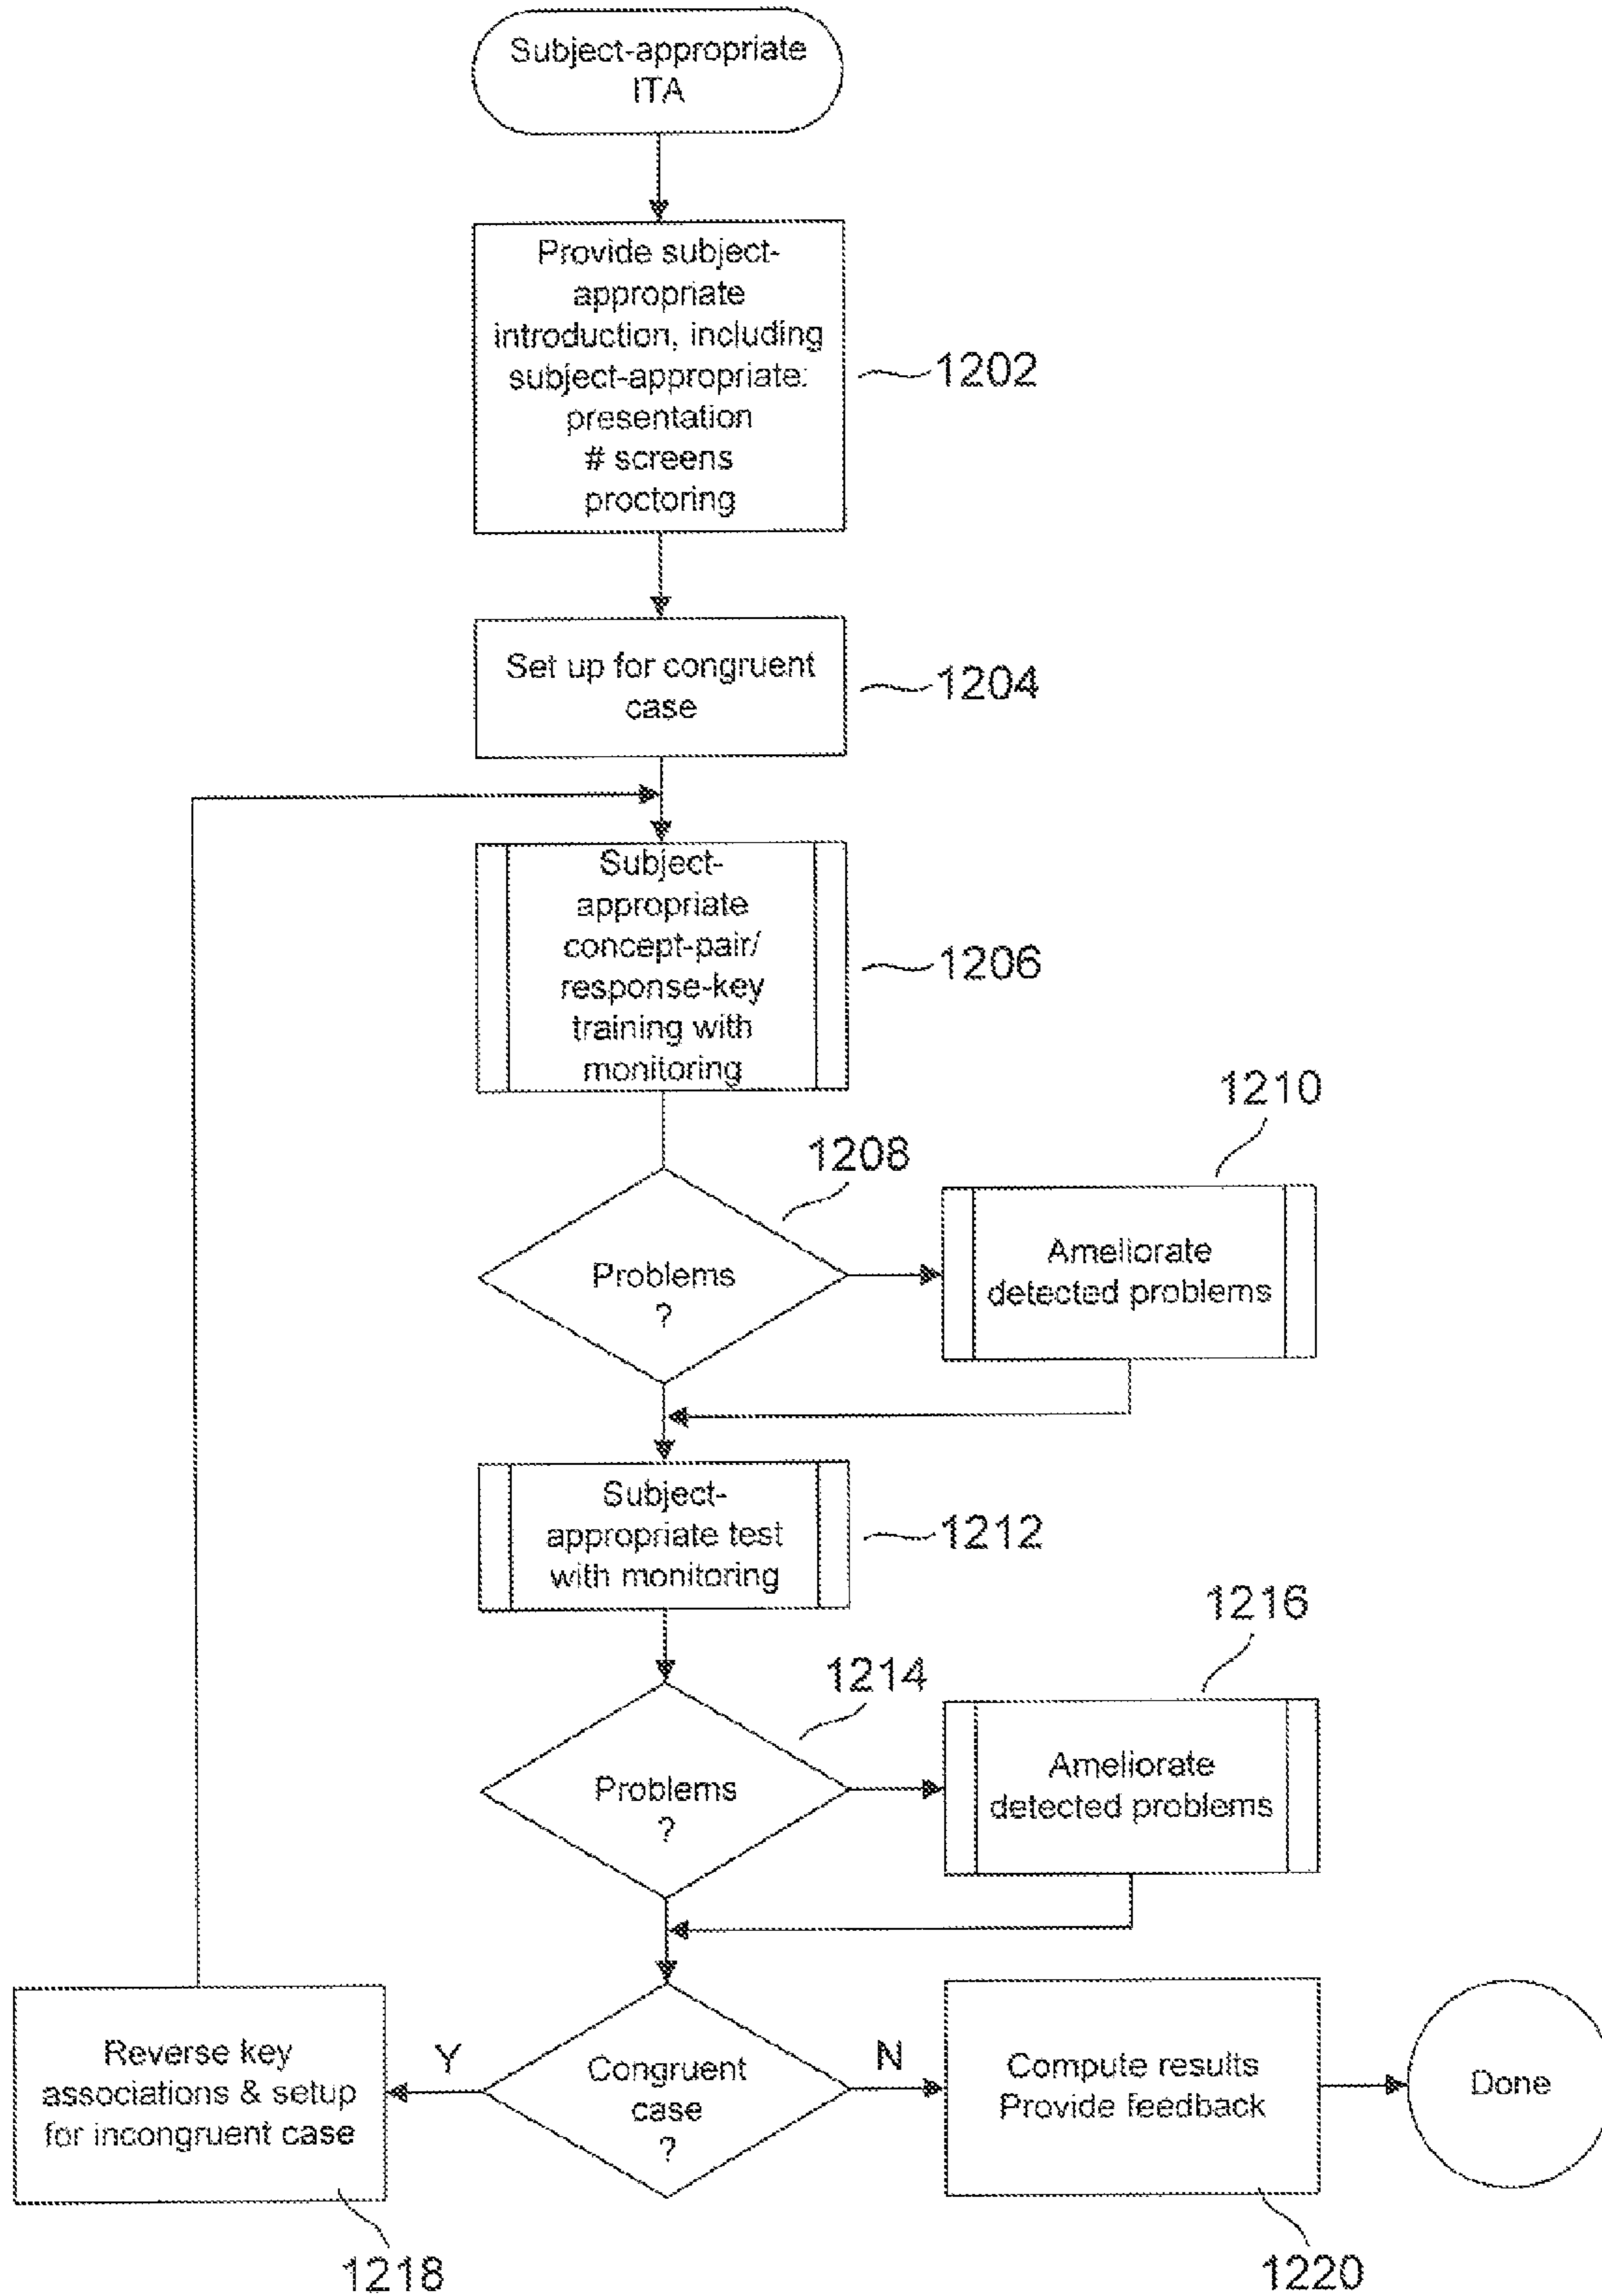 Subject-appropriate
ITA
Provide subject-
appropriate
introduction, including
subject-appropriate:
presentation
# screens
proctoring
1202
Set up for congruent
case
1204
Subject-
appropriate
concept-pair/
response-key
training with
monitoring
1206
1208
Problems
?
1210
Ameliorate
detected problems
Subject-
appropriate test
with monitoring
1212
1214
Problems
?
1216
Ameliorate
detected problems
Reverse key
associations & setup
for incongruent case
1218
Y
Congruent
case
?
N
Compute results
Provide feedback
1220
Done